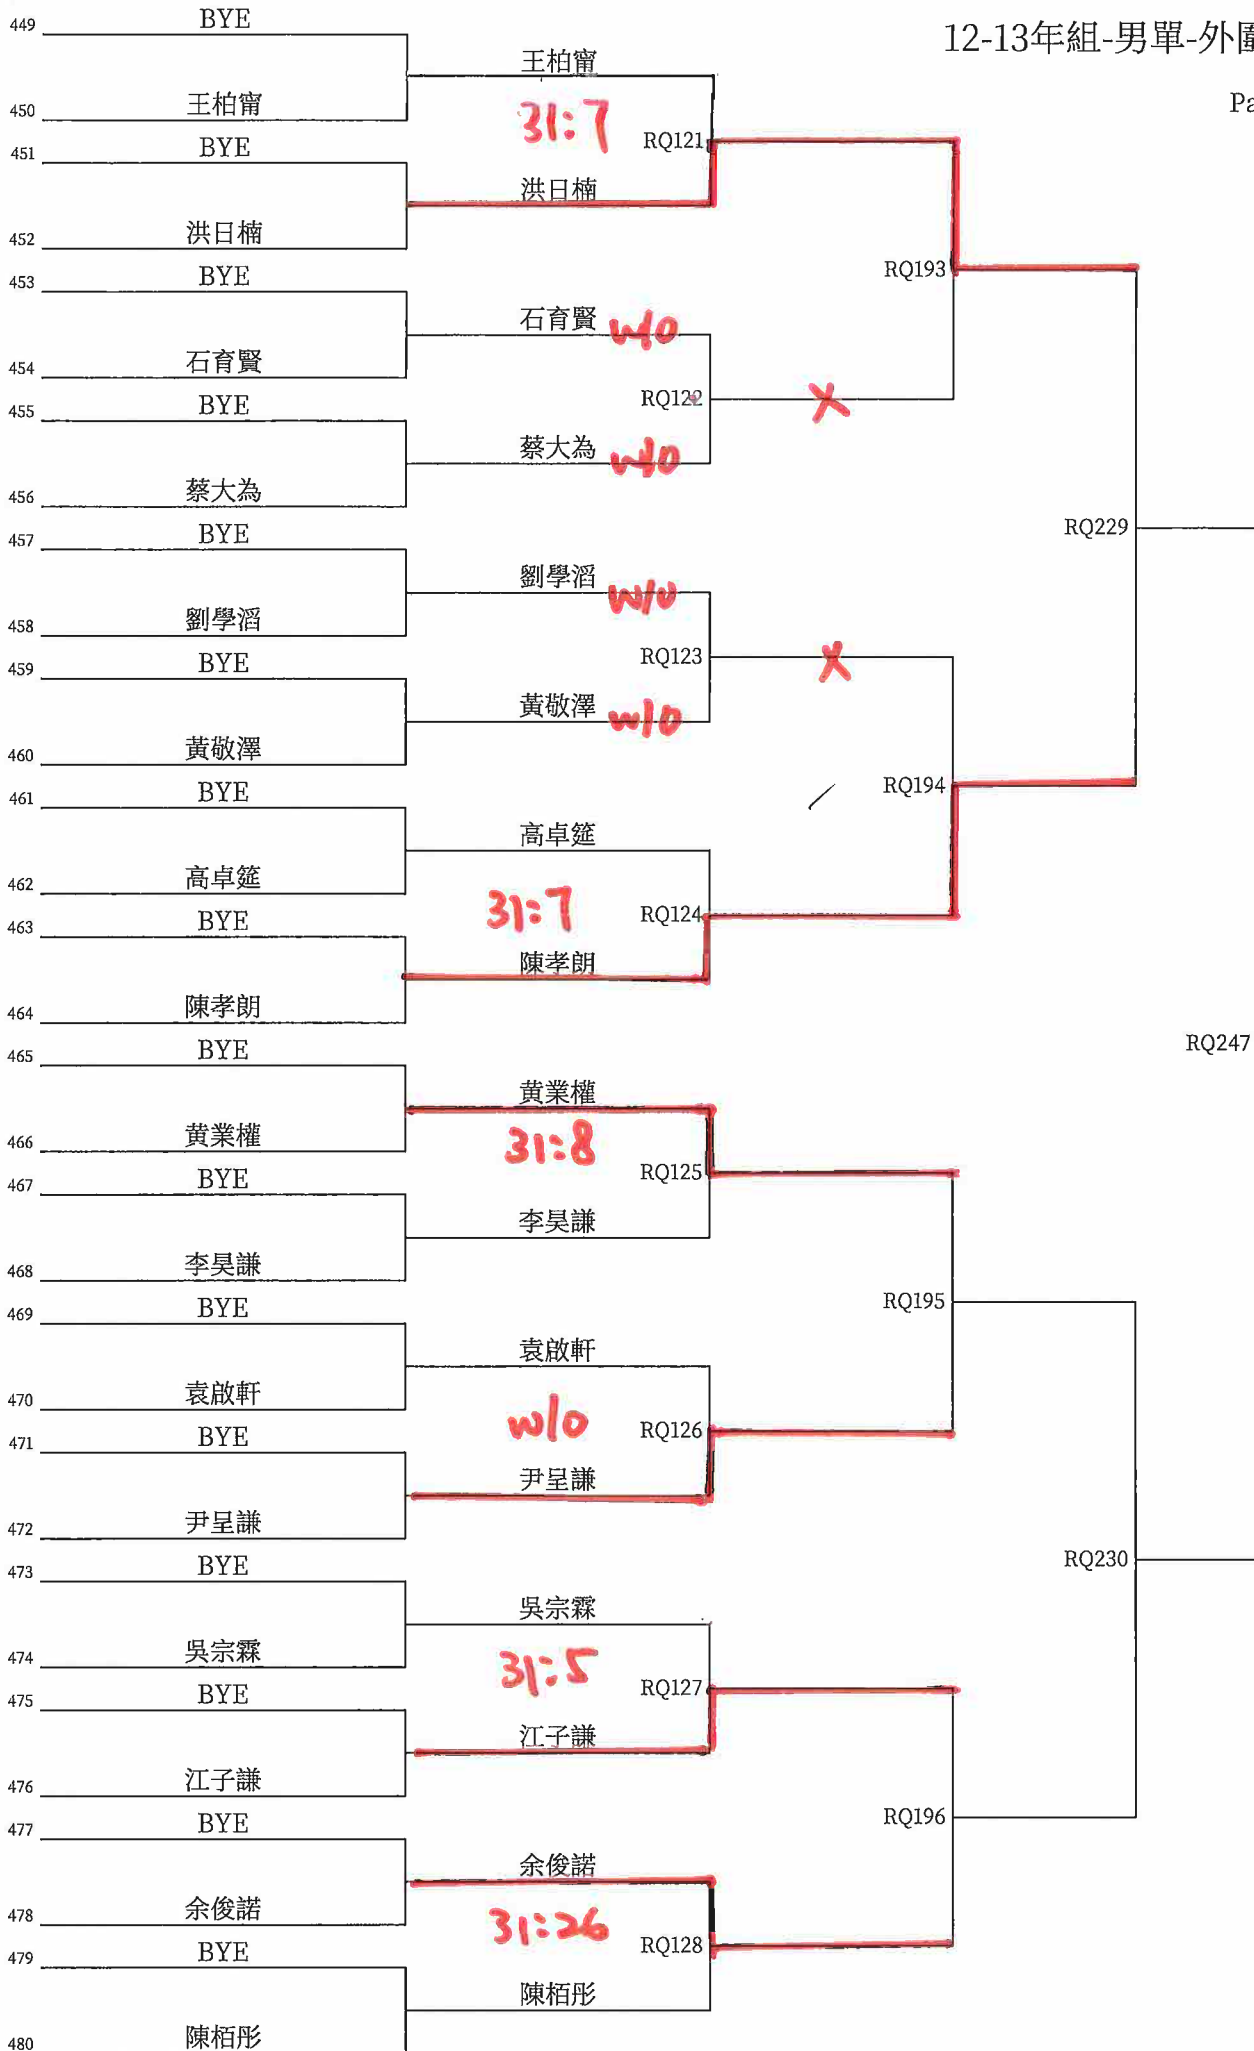 12-13年組-男單-外圍
449 BYE
王柏甯
450 王柏甯
31:7
RQ121
451 BYE
洪日楠
452 洪日楠
RQ193
453 BYE
石育賢 w/o
454 石育賢
RQ122 X
455 BYE
蔡大為 w/o
456 蔡大為
RQ229
457 BYE
劉學滔 w/o
458 劉學滔
RQ123 X
459 BYE
黃敬澤 w/o
460 黃敬澤
RQ194
461 BYE
高卓筳
462 高卓筳
31:7
RQ124
463 BYE
陳孝朗
464 陳孝朗
RQ247
465 BYE
黄業權
466 黄業權
31:8
RQ125
467 BYE
李昊謙
468 李昊謙
RQ195
469 BYE
袁啟軒
470 袁啟軒
w/o
RQ126
471 BYE
尹呈謙
472 尹呈謙
RQ230
473 BYE
吳宗霖
474 吳宗霖
31:5
RQ127
475 BYE
江子謙
476 江子謙
RQ196
477 BYE
余俊諾
478 余俊諾
31:26
RQ128
479 BYE
陳栢彤
480 陳栢彤